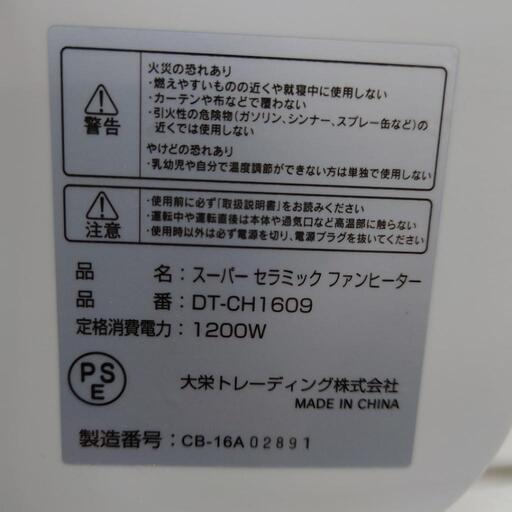 警告
火災の恐れあり
・燃えやすいものの近くや就寝中に使用しない
・カーテンや布などで覆わない
・引火性の危険物(ガソリン、シンナー、スプレー缶など)の
近くでは使用しない
やけどの恐れあり
・乳幼児や自分で温度調節ができない方は単独で使用しない
注意
・使用前に必ず「取扱説明書」をお読みください
・運転中や運転直後は本体や通気口など高温部に触らない
・使用時以外は必ず電源を切り、電源プラグを抜いてください
品 名：スーパー セラミック ファンヒーター
品 番：DT-CH1609
定格消費電力：1200W
PSE
大栄トレーディング株式会社
MADE IN CHINA
製造番号：CB-16A 02891